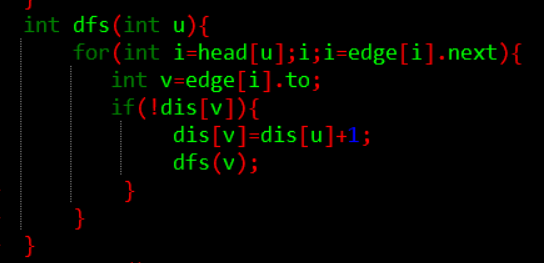 }
int dfs(int u){
for(int i=head[u];i;i=edge[i].next){
int v=edge[i].to;
if(!dis[v]){
dis[v]=dis[u]+1;
dfs(v);
}
}
}